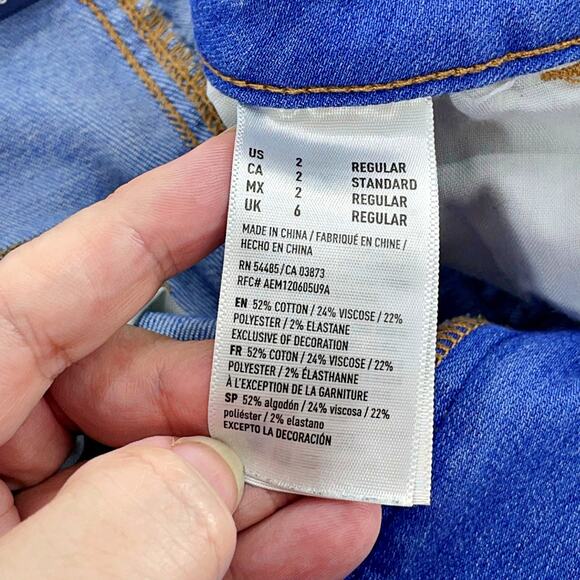 US 2 REGULAR
CA 2 STANDARD
MX 2 REGULAR
UK 6 REGULAR
MADE IN CHINA / FABRIQUÉ EN CHINE /
HECHO EN CHINA
RN 54485/CA 03873
RFC# AEM120605U9A
EN 52% COTTON / 24% VISCOSE / 22%
POLYESTER / 2% ELASTANE
EXCLUSIVE OF DECORATION
FR 52% COTON / 24% VISCOSE / 22%
POLYESTER / 2% ÉLASTHANNE
À L'EXCEPTION DE LA GARNITURE
SP 52% algodón / 24% viscosa / 22%
poliéster / 2% elastano
EXCEPTO LA DECORACIÓN